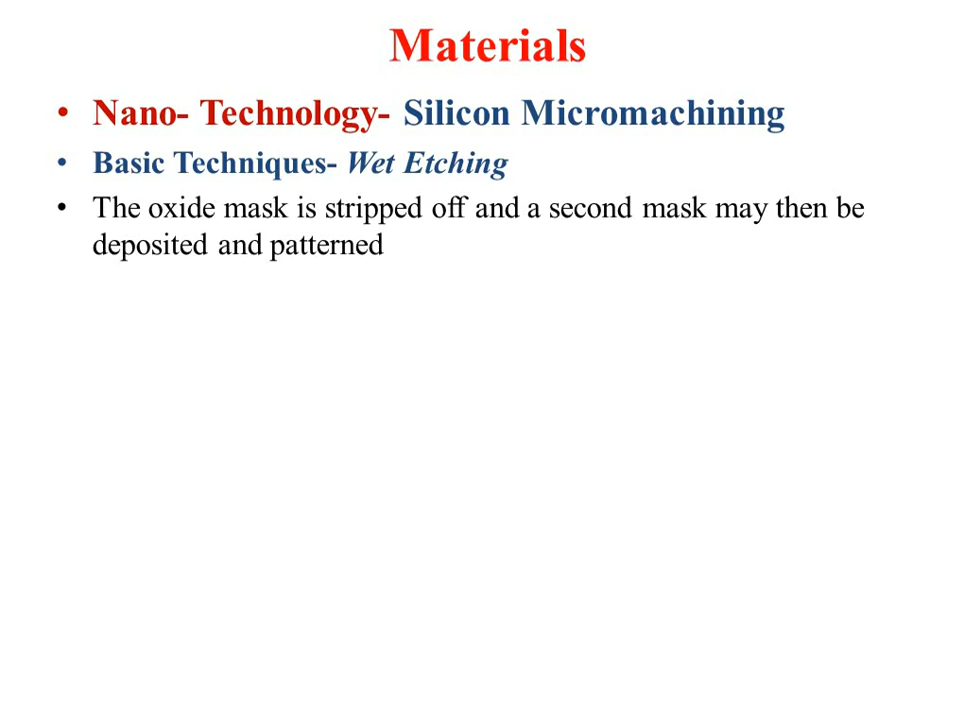 Materials
• Nano- Technology- Silicon Micromachining
• Basic Techniques- Wet Etching
• The oxide mask is stripped off and a second mask may then be
deposited and patterned